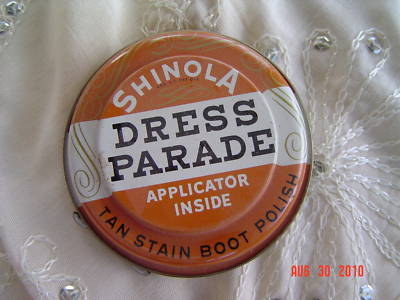 SHINOLA
DRESS
PARADE
APPLICATOR
INSIDE
TAN STAIN BOOT POLISH
AUG 30 2010